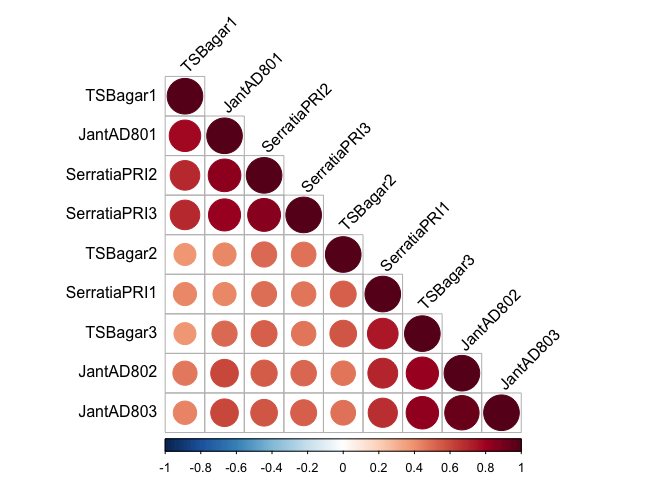 TSBagar1
JantAD801
SerratiaPRI2
SerratiaPRI3
TSBagar2
SerratiaPRI1
TSBagar3
JantAD802
JantAD803
TSBagar1
JantAD801
SerratiaPRI2
SerratiaPRI3
TSBagar2
SerratiaPRI1
TSBagar3
JantAD802
JantAD803
-1 -0.8 -0.6 -0.4 -0.2 0 0.2 0.4 0.6 0.8 1